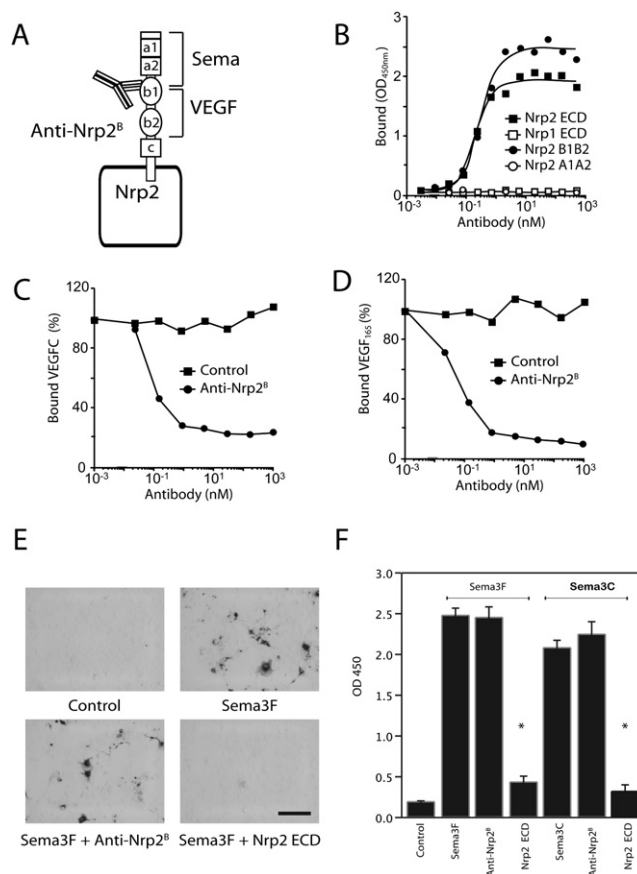 A
a1
a2
b1
b2
c
Sema
VEGF
Anti-Nrp2ᴮ
Nrp2
B
Bound (OD450nm)
3
2
1
0
10-3
10-1
101
103
Antibody (nM)
Nrp2 ECD
Nrp1 ECD
Nrp2 B1B2
Nrp2 A1A2
C
Bound VEGFC (%)
120
80
40
0
10-3
10-1
101
103
Antibody (nM)
Control
Anti-Nrp2ᴮ
D
Bound VEGF165 (%)
120
80
40
0
10-3
10-1
101
103
Antibody (nM)
Control
Anti-Nrp2ᴮ
E
Control
Sema3F
Sema3F + Anti-Nrp2ᴮ
Sema3F + Nrp2 ECD
F
OD 450
3.0
2.5
2.0
1.5
1.0
0.5
0.0
Sema3F
Sema3C
*
*
Control
Sema3F
Anti-Nrp2ᴮ
Nrp2 ECD
Sema3C
Anti-Nrp2ᴮ
Nrp2 ECD